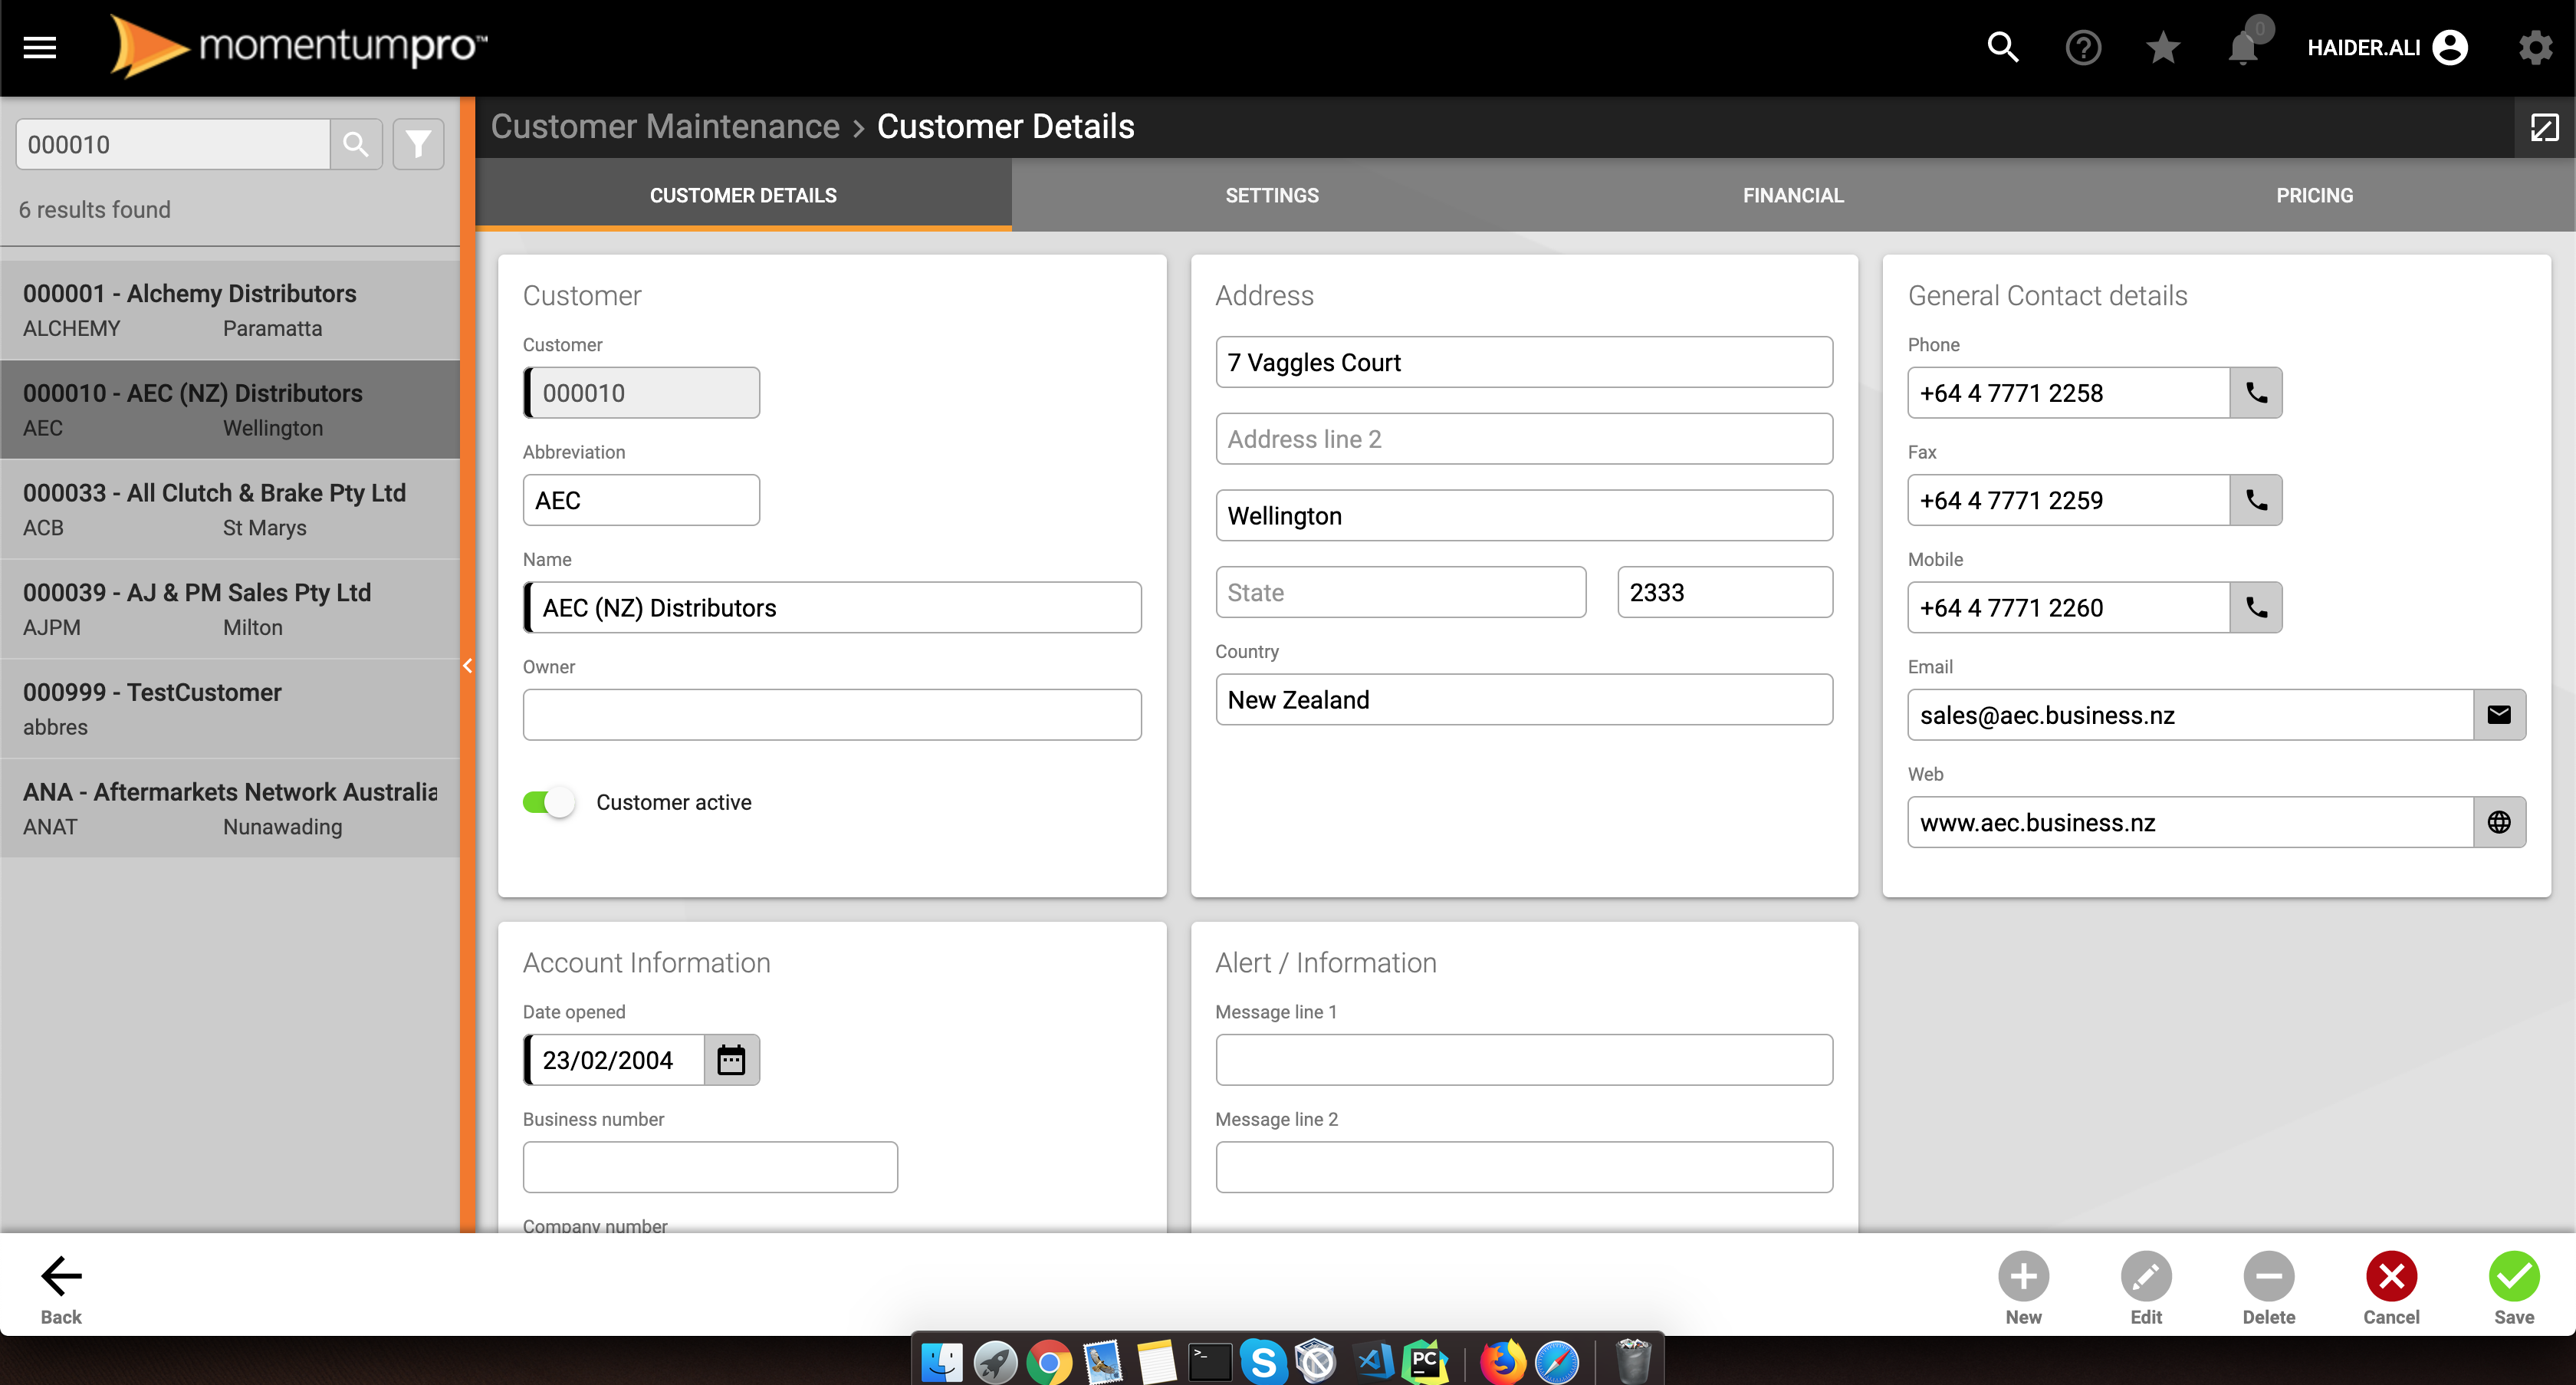 momentumpro™
0
HAIDER.ALI
000010
6 results found
000001 - Alchemy Distributors
ALCHEMY Paramatta
000010 - AEC (NZ) Distributors
AEC Wellington
000033 - All Clutch & Brake Pty Ltd
ACB St Marys
000039 - AJ & PM Sales Pty Ltd
AJPM Milton
000999 - TestCustomer
abbres
ANA - Aftermarkets Network Australia
ANAT Nunawading
Customer Maintenance > Customer Details
CUSTOMER DETAILS SETTINGS FINANCIAL PRICING
Customer
Customer
000010
Abbreviation
AEC
Name
AEC (NZ) Distributors
Owner
Customer active
Address
7 Vaggles Court
Address line 2
Wellington
State 2333
Country
New Zealand
General Contact details
Phone
+64 4 7771 2258
Fax
+64 4 7771 2259
Mobile
+64 4 7771 2260
Email
sales@aec.business.nz
Web
www.aec.business.nz
Account Information
Date opened
23/02/2004
Business number
Company number
Alert / Information
Message line 1
Message line 2
Back
New Edit Delete Cancel Save
>_
S
PC